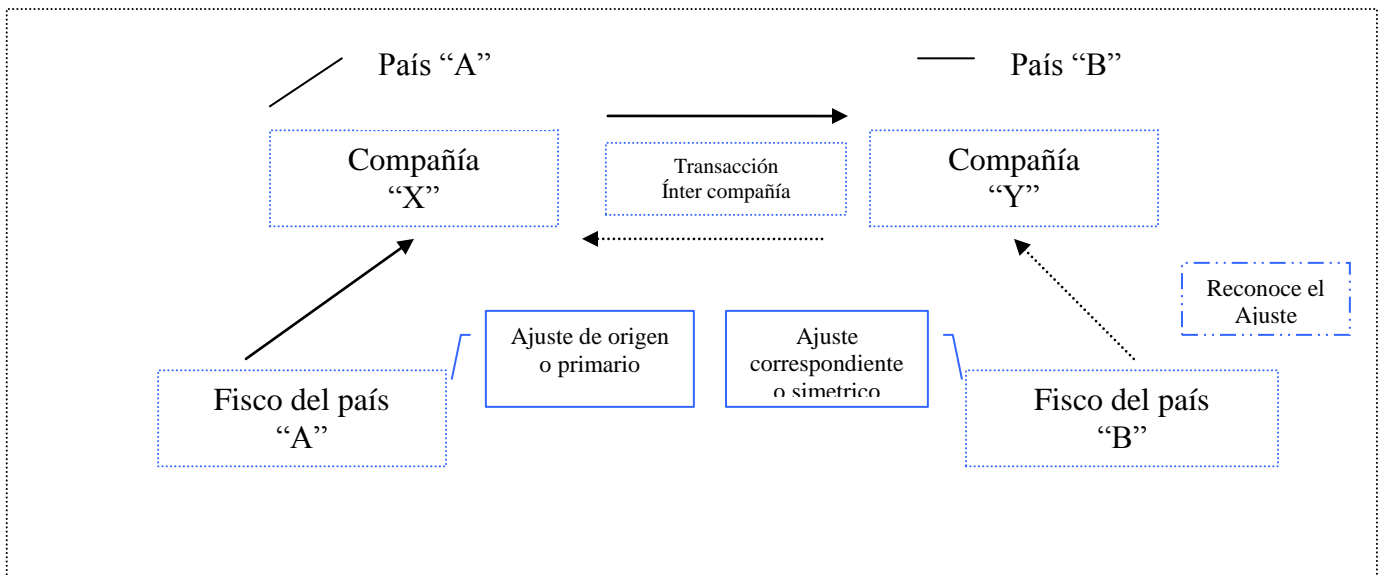 País “A”
País “B”
Compañía
“X”
Transacción
Ínter compañía
Compañía
“Y”
Reconoce el
Ajuste
Ajuste de origen
o primario
Ajuste
correspondiente
o simetrico
Fisco del país
“A”
Fisco del país
“B”